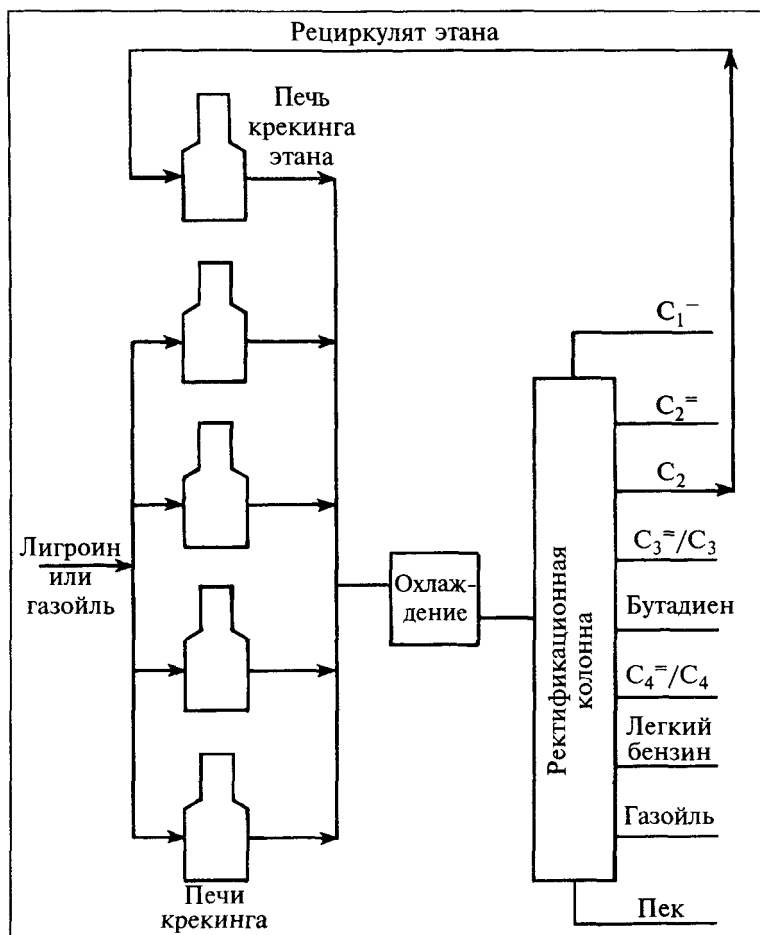 Рециркулят этана
Печь
крекинга
этана
C₁⁻
C₂⁼
C₂
C₃⁼/C₃
Лигроин
или
газойль
Охлаж-
дение
Ректификационная
колонна
Бутадиен
C₄⁼/C₄
Легкий
бензин
Газойль
Печи
крекинга
Пек